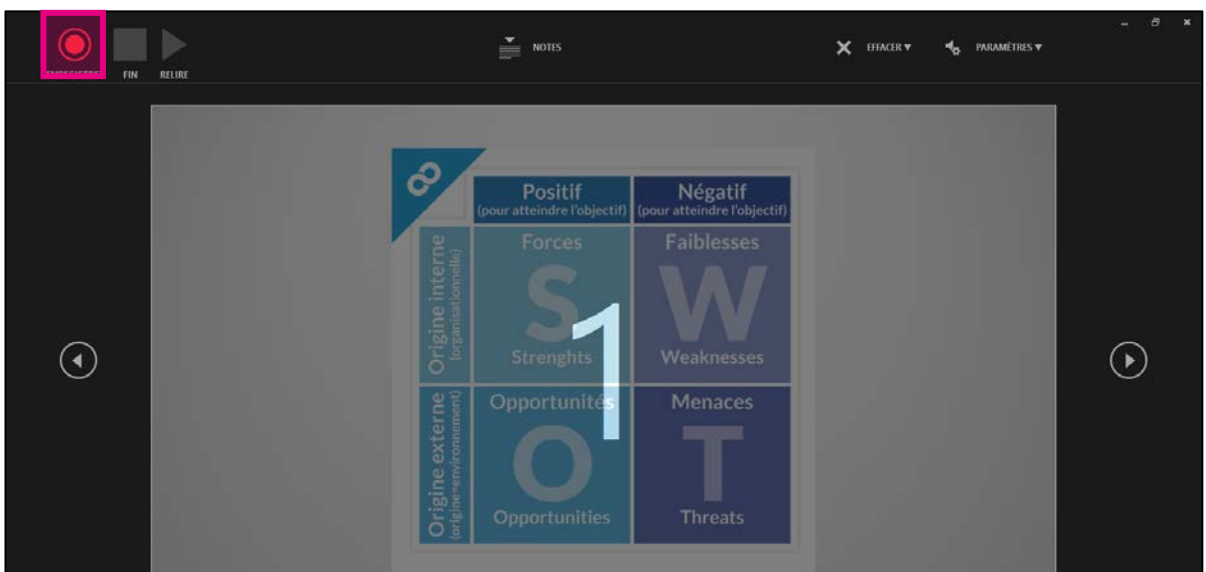 NOTES
EFFACER ▼
PARAMÈTRES ▼
FIN
RELIRE
Positif
(pour atteindre l'objectif)
Négatif
(pour atteindre l'objectif)
Origine interne
(organisationnelle)
Forces
S
Strenghts
Faiblesses
W
Weaknesses
1
Origine externe
(origine=environnement)
Opportunités
O
Opportunities
Menaces
T
Threats